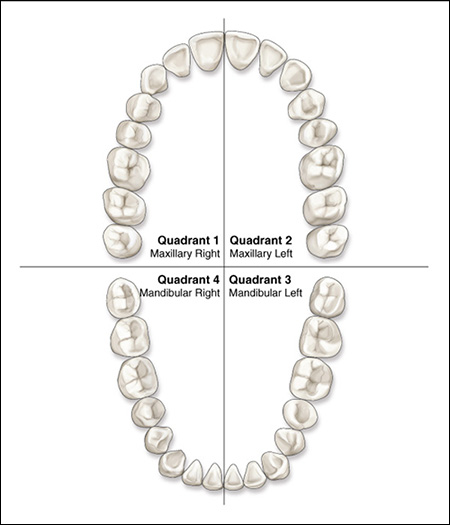 Quadrant 1 Quadrant 2
Maxillary Right Maxillary Left
Quadrant 4 Quadrant 3
Mandibular Right Mandibular Left